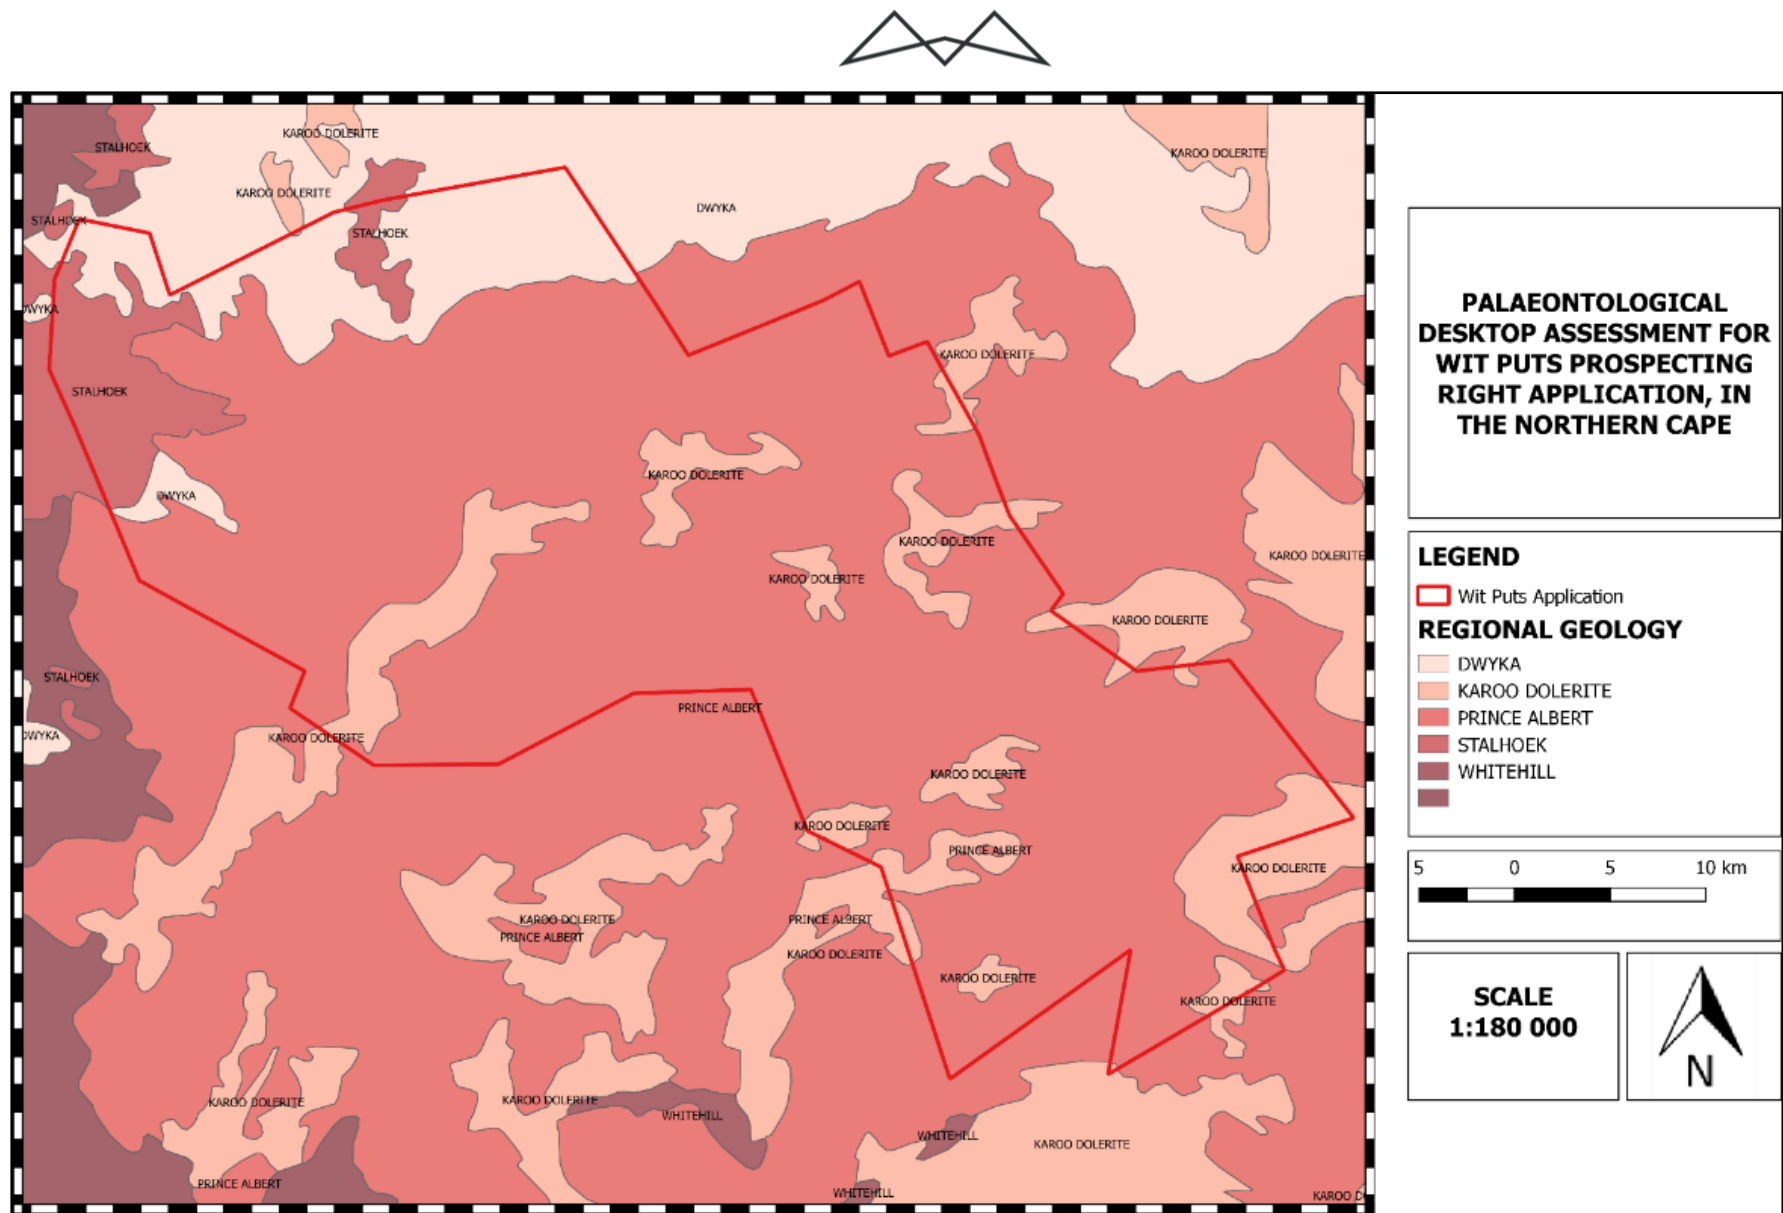 KAROO DOLERITE
STALHOEK
KAROO DOLERITE
KAROO DOLERITE
KAROO DOLERITE
DWYKA
STALHOEK
STALHOEK
WYKA
KAROO DOLERITE
STALHOEK
KAROO DOLERITE
DWYKA
KAROO DOLERITE
KAROO DOLERITE
KAROO DOLERITE
KAROO DOLERITE
STALHOEK
PRINCE ALBERT
DWYKA
KAROO DOLERITE
KAROO DOLERITE
KAROO DOLERITE
PRINCE ALBERT
KAROO DOLERITE
KAROO DOLERITE
PRINCE ALBERT
PRINCE ALBERT
KAROO DOLERITE
KAROO DOLERITE
KAROO DOLERITE
KAROO DOLERITE
KAROO DOLERITE
WHITEHILL
WHITEHILL
KAROO DOLERITE
PRINCE ALBERT
WHITEHILL
KAROO D
PALAEONTOLOGICAL
DESKTOP ASSESSMENT FOR
WIT PUTS PROSPECTING
RIGHT APPLICATION, IN
THE NORTHERN CAPE
LEGEND
Wit Puts Application
REGIONAL GEOLOGY
DWYKA
KAROO DOLERITE
PRINCE ALBERT
STALHOEK
WHITEHILL
5 0 5 10 km
SCALE
1:180 000
N